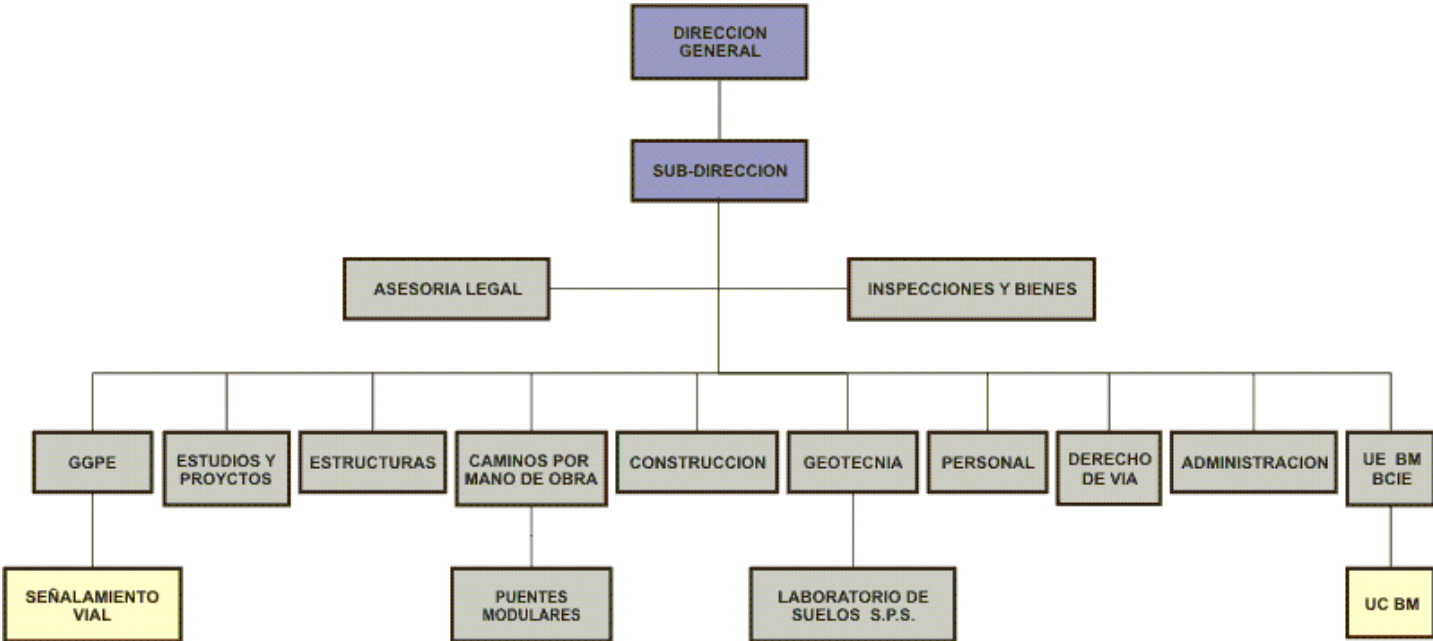 DIRECCION
GENERAL
SUB-DIRECCION
ASESORIA LEGAL
INSPECCIONES Y BIENES
GGPE
ESTUDIOS Y
PROYCTOS
ESTRUCTURAS
CAMINOS POR
MANO DE OBRA
CONSTRUCCION
GEOTECNIA
PERSONAL
DERECHO
DE VIA
ADMINISTRACION
UE BM
BCIE
SEÑALAMIENTO
VIAL
PUENTES
MODULARES
LABORATORIO DE
SUELOS S.P.S.
UC BM